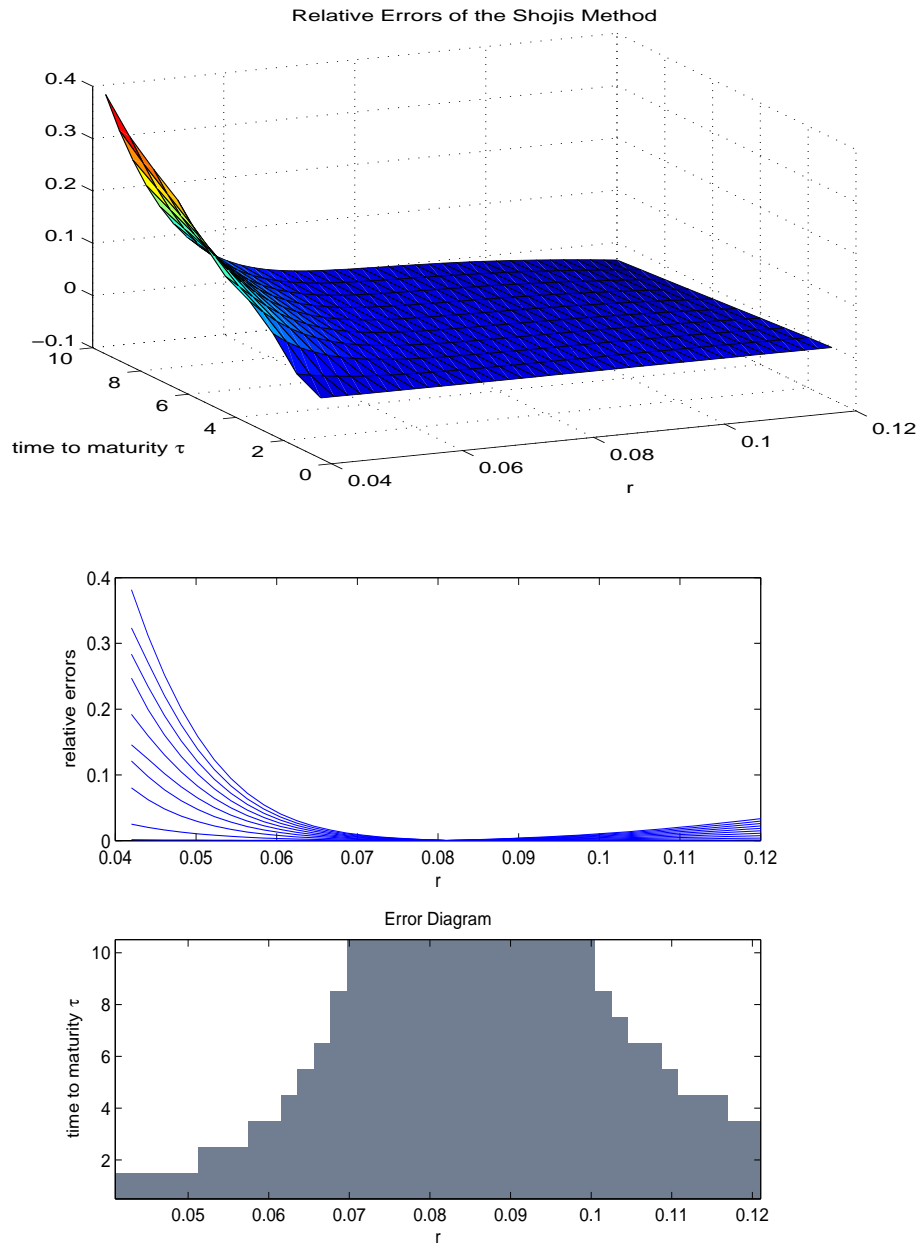 Relative Errors of the Shojis Method
0.4
0.3
0.2
0.1
0
−0.1
10
8
6
4
2
0
time to maturity τ
0.04
0.06
0.08
0.1
0.12
r
0.4
0.3
0.2
0.1
0
relative errors
0.04 0.05 0.06 0.07 0.08 0.09 0.1 0.11 0.12
r
Error Diagram
10
8
6
4
2
time to maturity τ
0.05 0.06 0.07 0.08 0.09 0.1 0.11 0.12
r